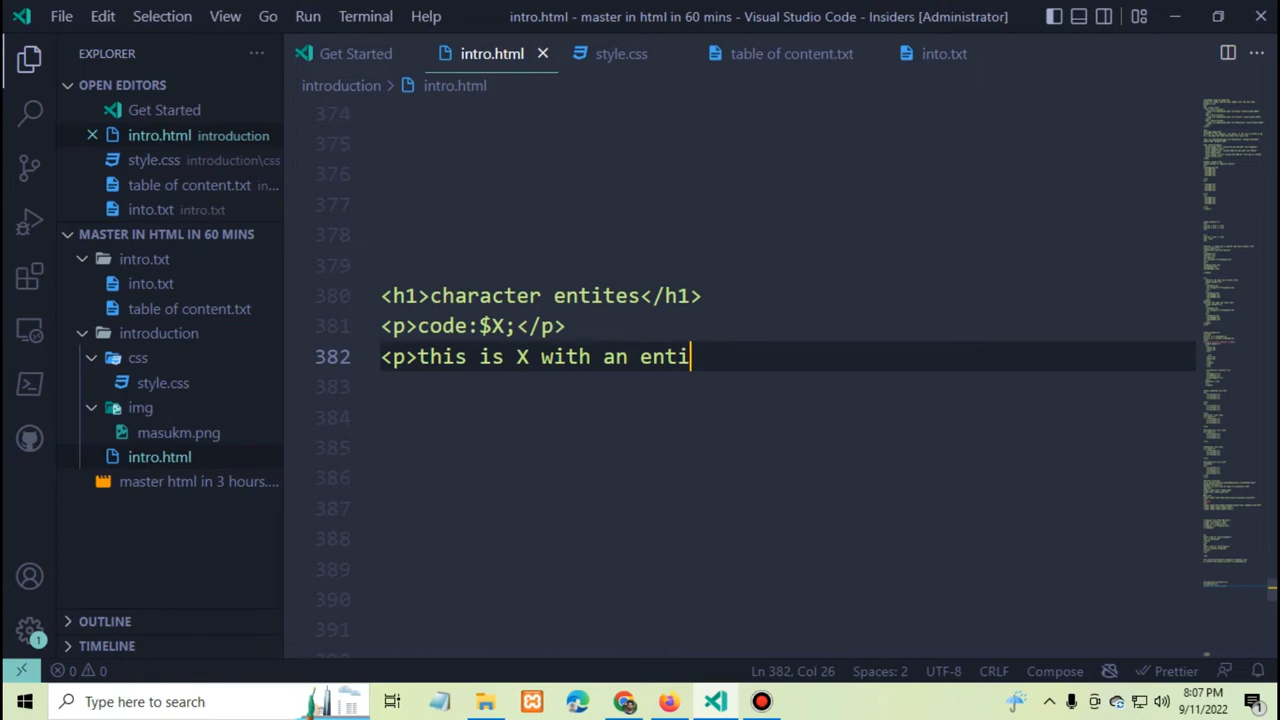 File Edit Selection View Go Run Terminal Help intro.html - master in html in 60 mins - Visual Studio Code - Insiders [Administrator]
EXPLORER
Get Started intro.html style.css table of content.txt into.txt
introduction > intro.html
OPEN EDITORS
Get Started
intro.html introduction
style.css introduction\css
table of content.txt in...
into.txt intro.txt
MASTER IN HTML IN 60 MINS
intro.txt
into.txt
table of content.txt
introduction
css
style.css
img
masukm.png
intro.html
master html in 3 hours....
OUTLINE
TIMELINE
374
375
376
377
378
379
380 <h1>character entites</h1>
381 <p>code:$X;</p>
382 <p>this is X with an enti
383
384
385
386
387
388
389
390
391
1
0 0 Ln 382, Col 26 Spaces: 2 UTF-8 CRLF Compose Prettier
Type here to search
8:07 PM
9/11/2022
1